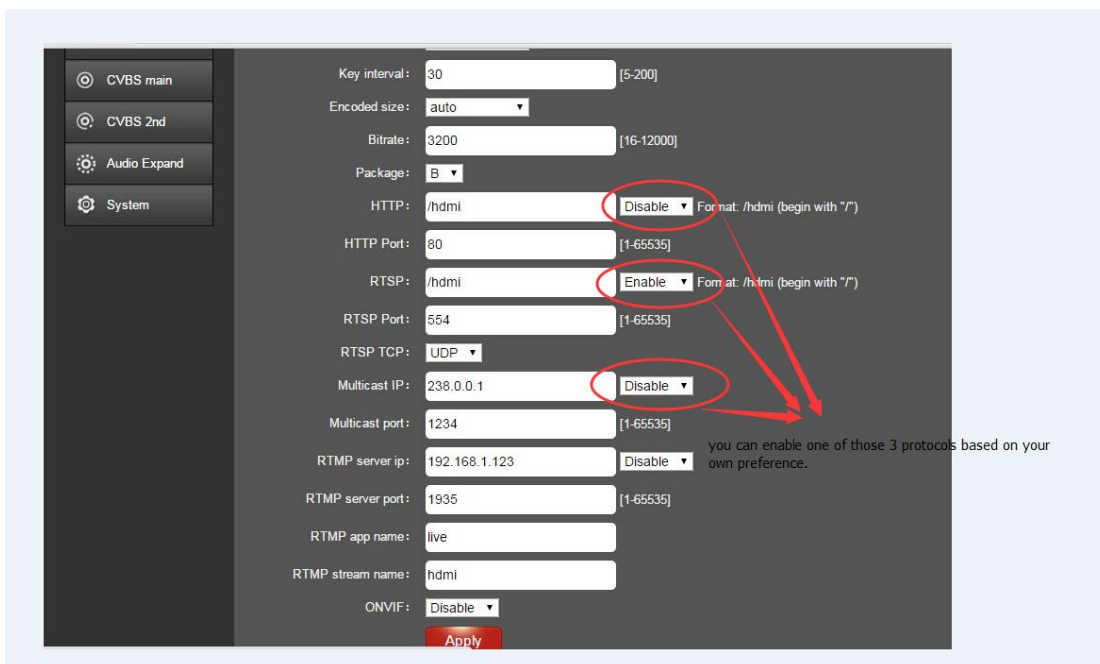 CVBS main
CVBS 2nd
Audio Expand
System
Key interval: 30 [5-200]
Encoded size: auto
Bitrate: 3200 [16-12000]
Package: B
HTTP: /hdmi Disable Format: /hdmi (begin with "/")
HTTP Port: 80 [1-65535]
RTSP: /hdmi Enable Format: /hdmi (begin with "/")
RTSP Port: 554 [1-65535]
RTSP TCP: UDP
Multicast IP: 238.0.0.1 Disable
Multicast port: 1234 [1-65535]
RTMP server ip: 192.168.1.123 Disable
RTMP server port: 1935 [1-65535]
RTMP app name: live
RTMP stream name: hdmi
ONVIF: Disable
Apply
you can enable one of those 3 protocols based on your
own preference.